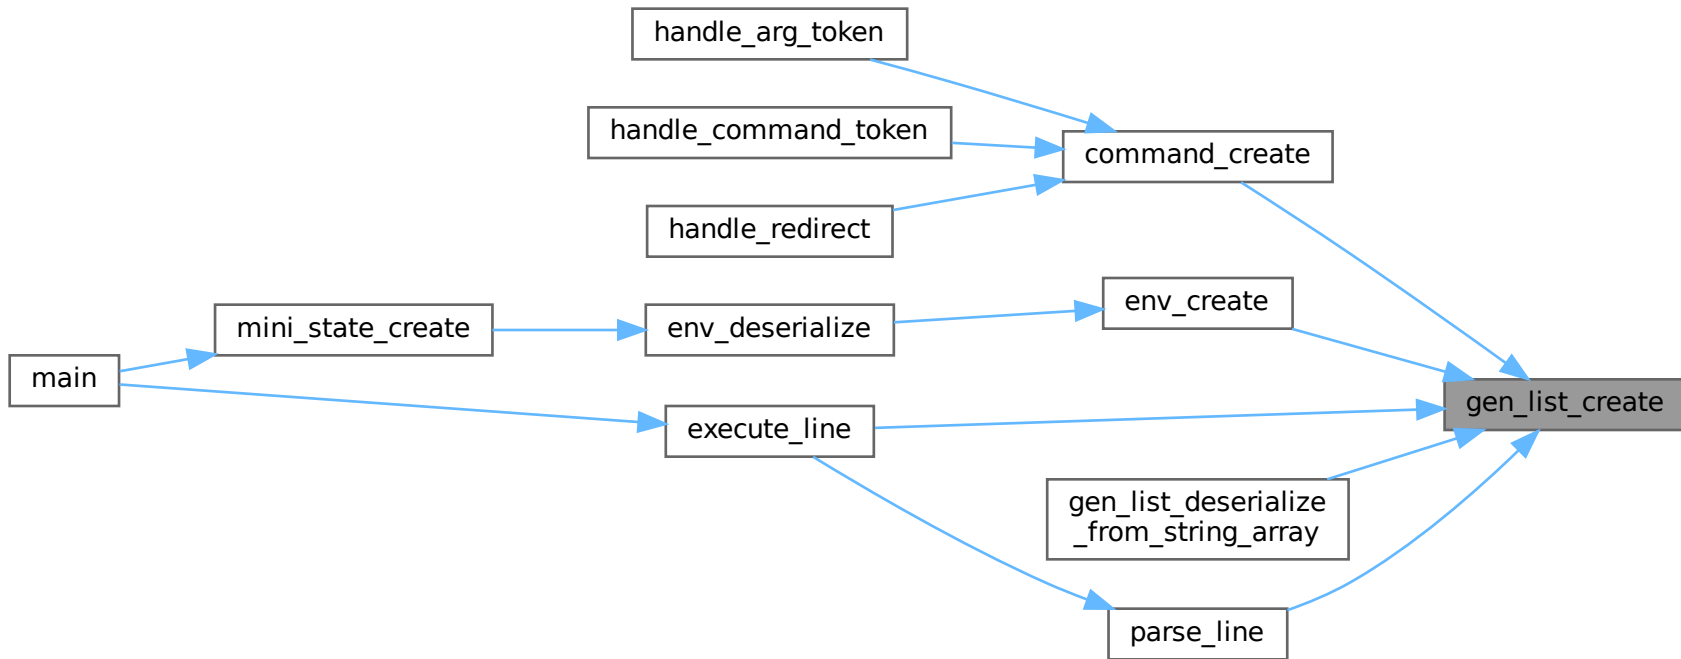 handle_arg_token
handle_command_token
command_create
handle_redirect
env_create
mini_state_create
env_deserialize
main
gen_list_create
execute_line
gen_list_deserialize
_from_string_array
parse_line